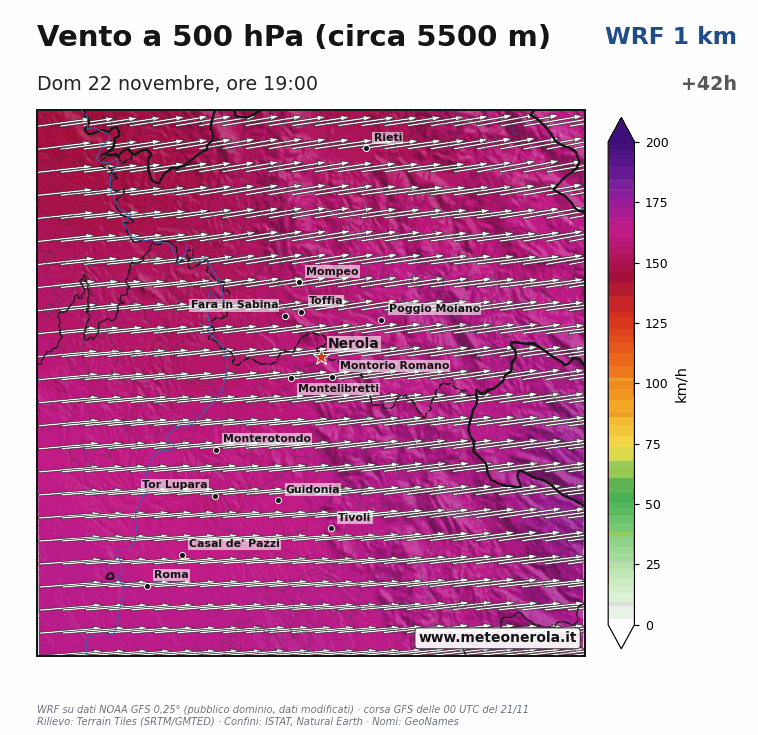 Vento a 500 hPa (circa 5500 m)
WRF 1 km
Dom 22 novembre, ore 19:00
+42h
Rieti
Mompeo
Fara in Sabina
Toffia
Poggio Moiano
Nerola
Montorio Romano
Montelibretti
Monterotondo
Tor Lupara
Guidonia
Tivoli
Casal de' Pazzi
Roma
www.meteonerola.it
200
175
150
125
100
75
50
25
0
km/h
WRF su dati NOAA GFS 0,25° (pubblico dominio, dati modificati) · corsa GFS delle 00 UTC del 21/11
Rilievo: Terrain Tiles (SRTM/GMTED) · Confini: ISTAT, Natural Earth · Nomi: GeoNames